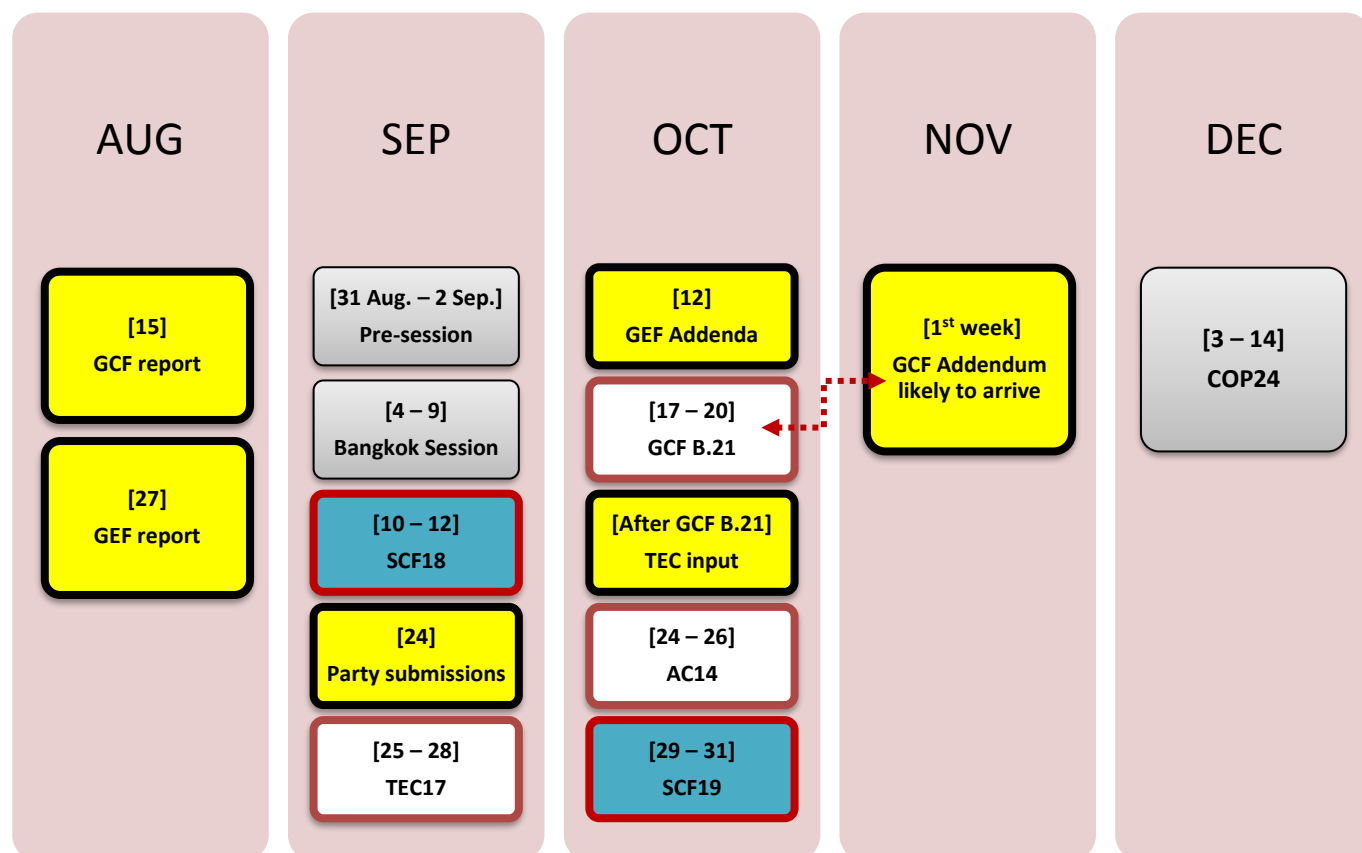 AUG
[15]
GCF report
[27]
GEF report
SEP
[31 Aug. – 2 Sep.]
Pre-session
[4 – 9]
Bangkok Session
[10 – 12]
SCF18
[24]
Party submissions
[25 – 28]
TEC17
OCT
[12]
GEF Addenda
[17 – 20]
GCF B.21
[After GCF B.21]
TEC input
[24 – 26]
AC14
[29 – 31]
SCF19
NOV
[1st week]
GCF Addendum
likely to arrive
DEC
[3 – 14]
COP24